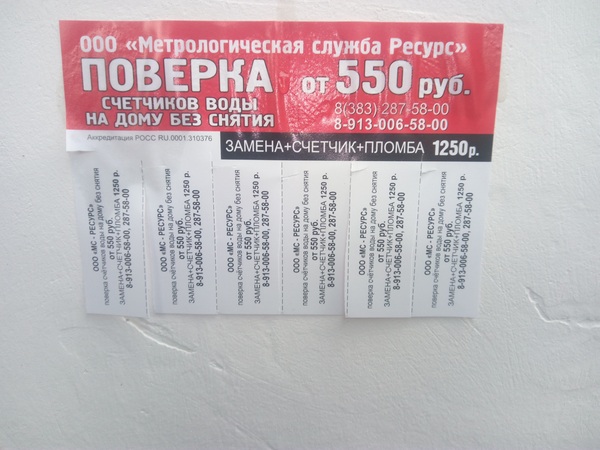 ООО «Метрологическая служба Ресурс»
ПОВЕРКА от 550 руб.
СЧЕТЧИКОВ ВОДЫ
НА ДОМУ БЕЗ СНЯТИЯ
8(383) 287-58-00
8-913-006-58-00
Аккредитация РОСС RU.0001.310376
ЗАМЕНА+СЧЕТЧИК+ПЛОМБА 1250 р.
ООО «МС - РЕСУРС»
поверка счётчиков воды на дому без снятия
от 550 руб.
ЗАМЕНА+СЧЕТЧИК+ПЛОМБА 1250 р.
8-913-006-58-00, 287-58-00
ООО «МС - РЕСУРС»
поверка счётчиков воды на дому без снятия
от 550 руб.
ЗАМЕНА+СЧЕТЧИК+ПЛОМБА 1250 р.
8-913-006-58-00, 287-58-00
ООО «МС - РЕСУРС»
поверка счётчиков воды на дому без снятия
от 550 руб.
ЗАМЕНА+СЧЕТЧИК+ПЛОМБА 1250 р.
8-913-006-58-00, 287-58-00
ООО «МС - РЕСУРС»
поверка счётчиков воды на дому без снятия
от 550 руб.
ЗАМЕНА+СЧЕТЧИК+ПЛОМБА 1250 р.
8-913-006-58-00, 287-58-00
ООО «МС - РЕСУРС»
поверка счётчиков воды на дому без снятия
от 550 руб.
ЗАМЕНА+СЧЕТЧИК+ПЛОМБА 1250 р.
8-913-006-58-00, 287-58-00
ООО «МС - РЕСУРС»
поверка счётчиков воды на дому без снятия
от 550 руб.
ЗАМЕНА+СЧЕТЧИК+ПЛОМБА 1250 р.
8-913-006-58-00, 287-58-00